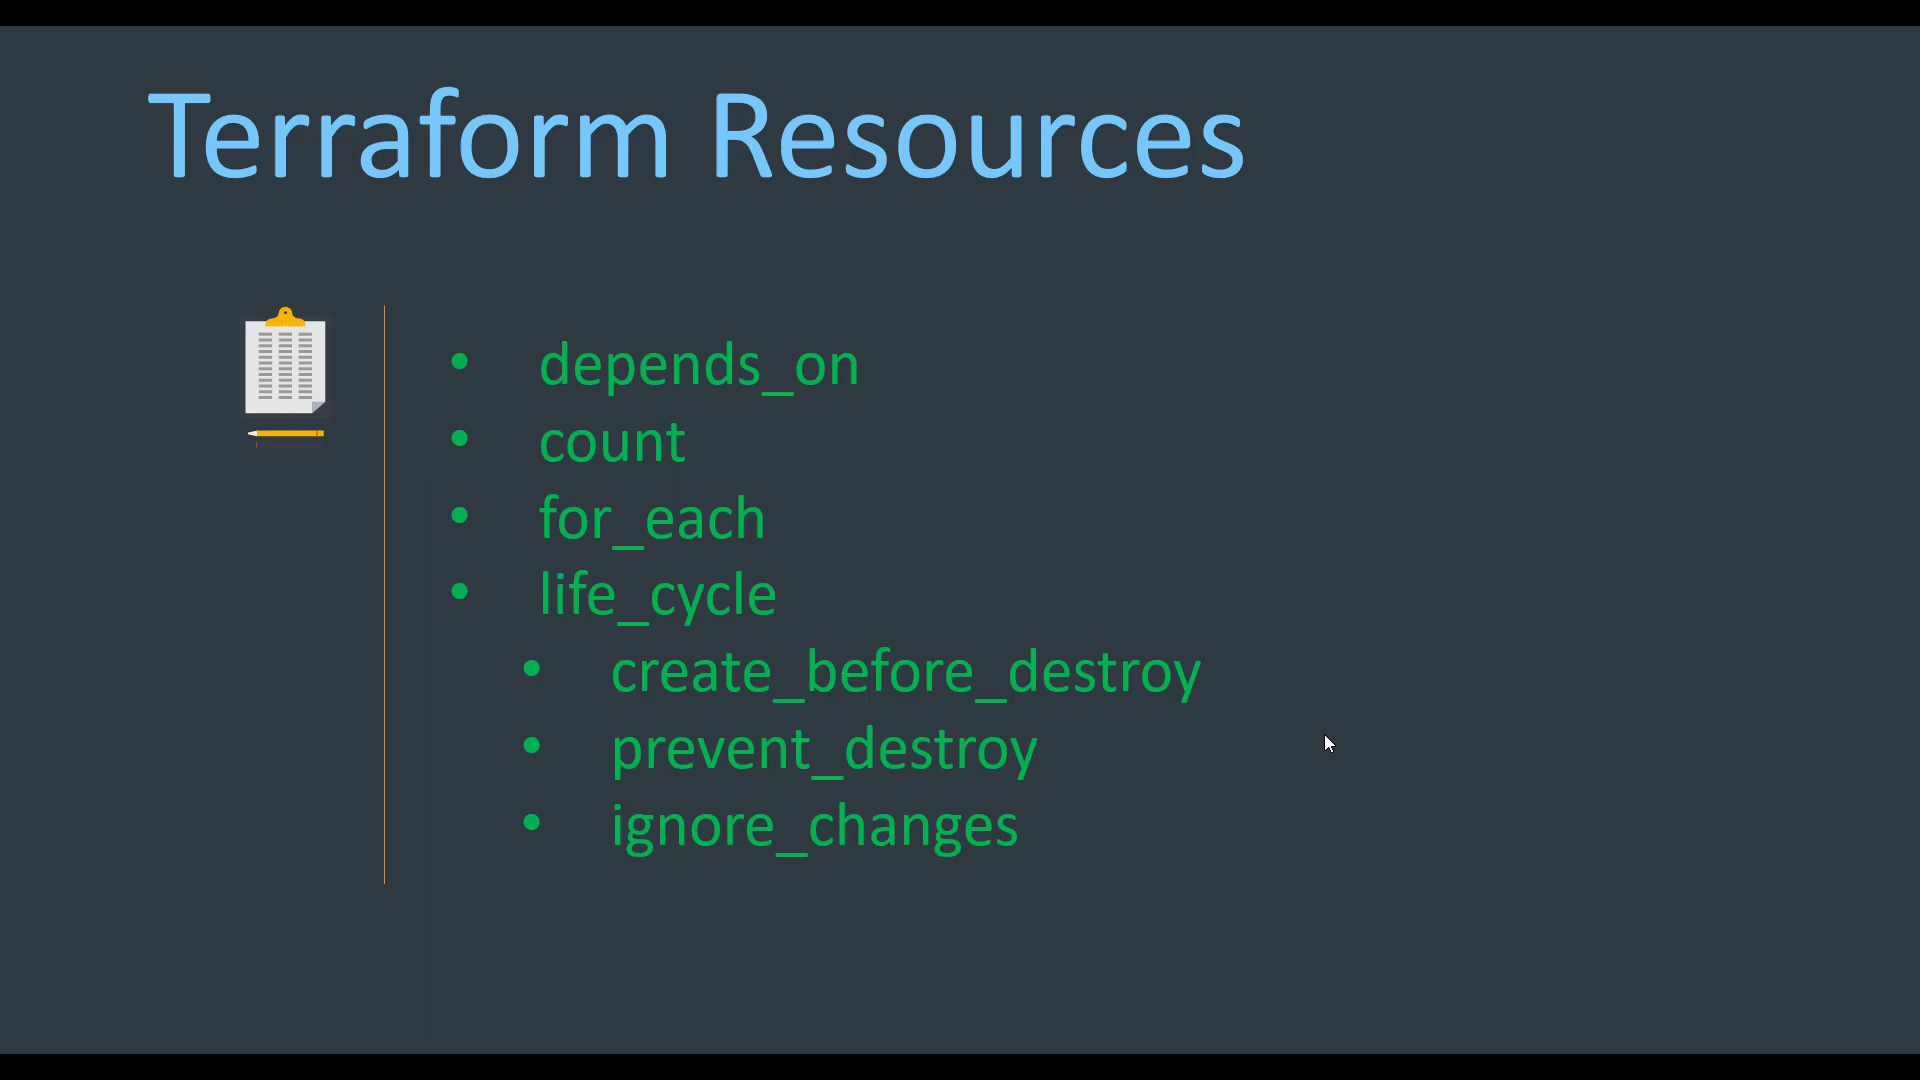 Terraform Resources
• depends_on
• count
• for_each
• life_cycle
• create_before_destroy
• prevent_destroy
• ignore_changes